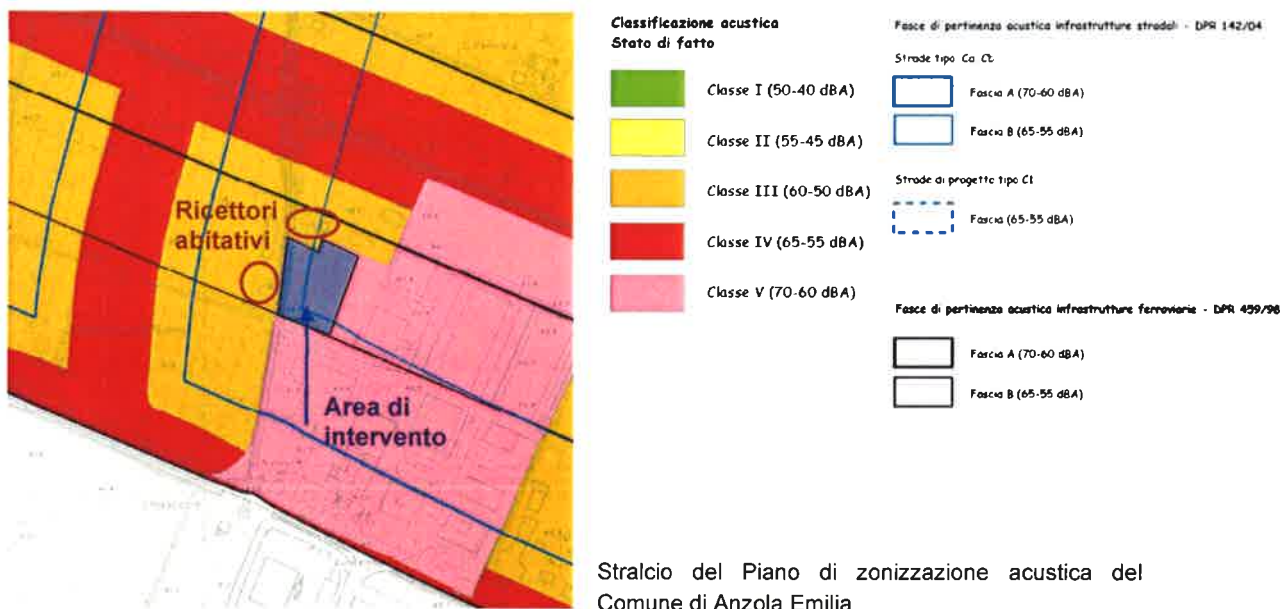 Ricettori
abitativi
Area di
intervento
Classificazione acustica
Stato di fatto
Classe I (50-40 dBA)
Classe II (55-45 dBA)
Classe III (60-50 dBA)
Classe IV (65-55 dBA)
Classe V (70-60 dBA)
Fasce di pertinenza acustica infrastrutture stradali - DPR 142/04
Strade tipo Ca Cb
Fascia A (70-60 dBA)
Fascia B (65-55 dBA)
Strade di progetto tipo C1
Fascia (65-55 dBA)
Fasce di pertinenza acustica infrastrutture ferroviarie - DPR 459/98
Fascia A (70-60 dBA)
Fascia B (65-55 dBA)
Stralcio del Piano di zonizzazione acustica del
Comune di Anzola Emilia